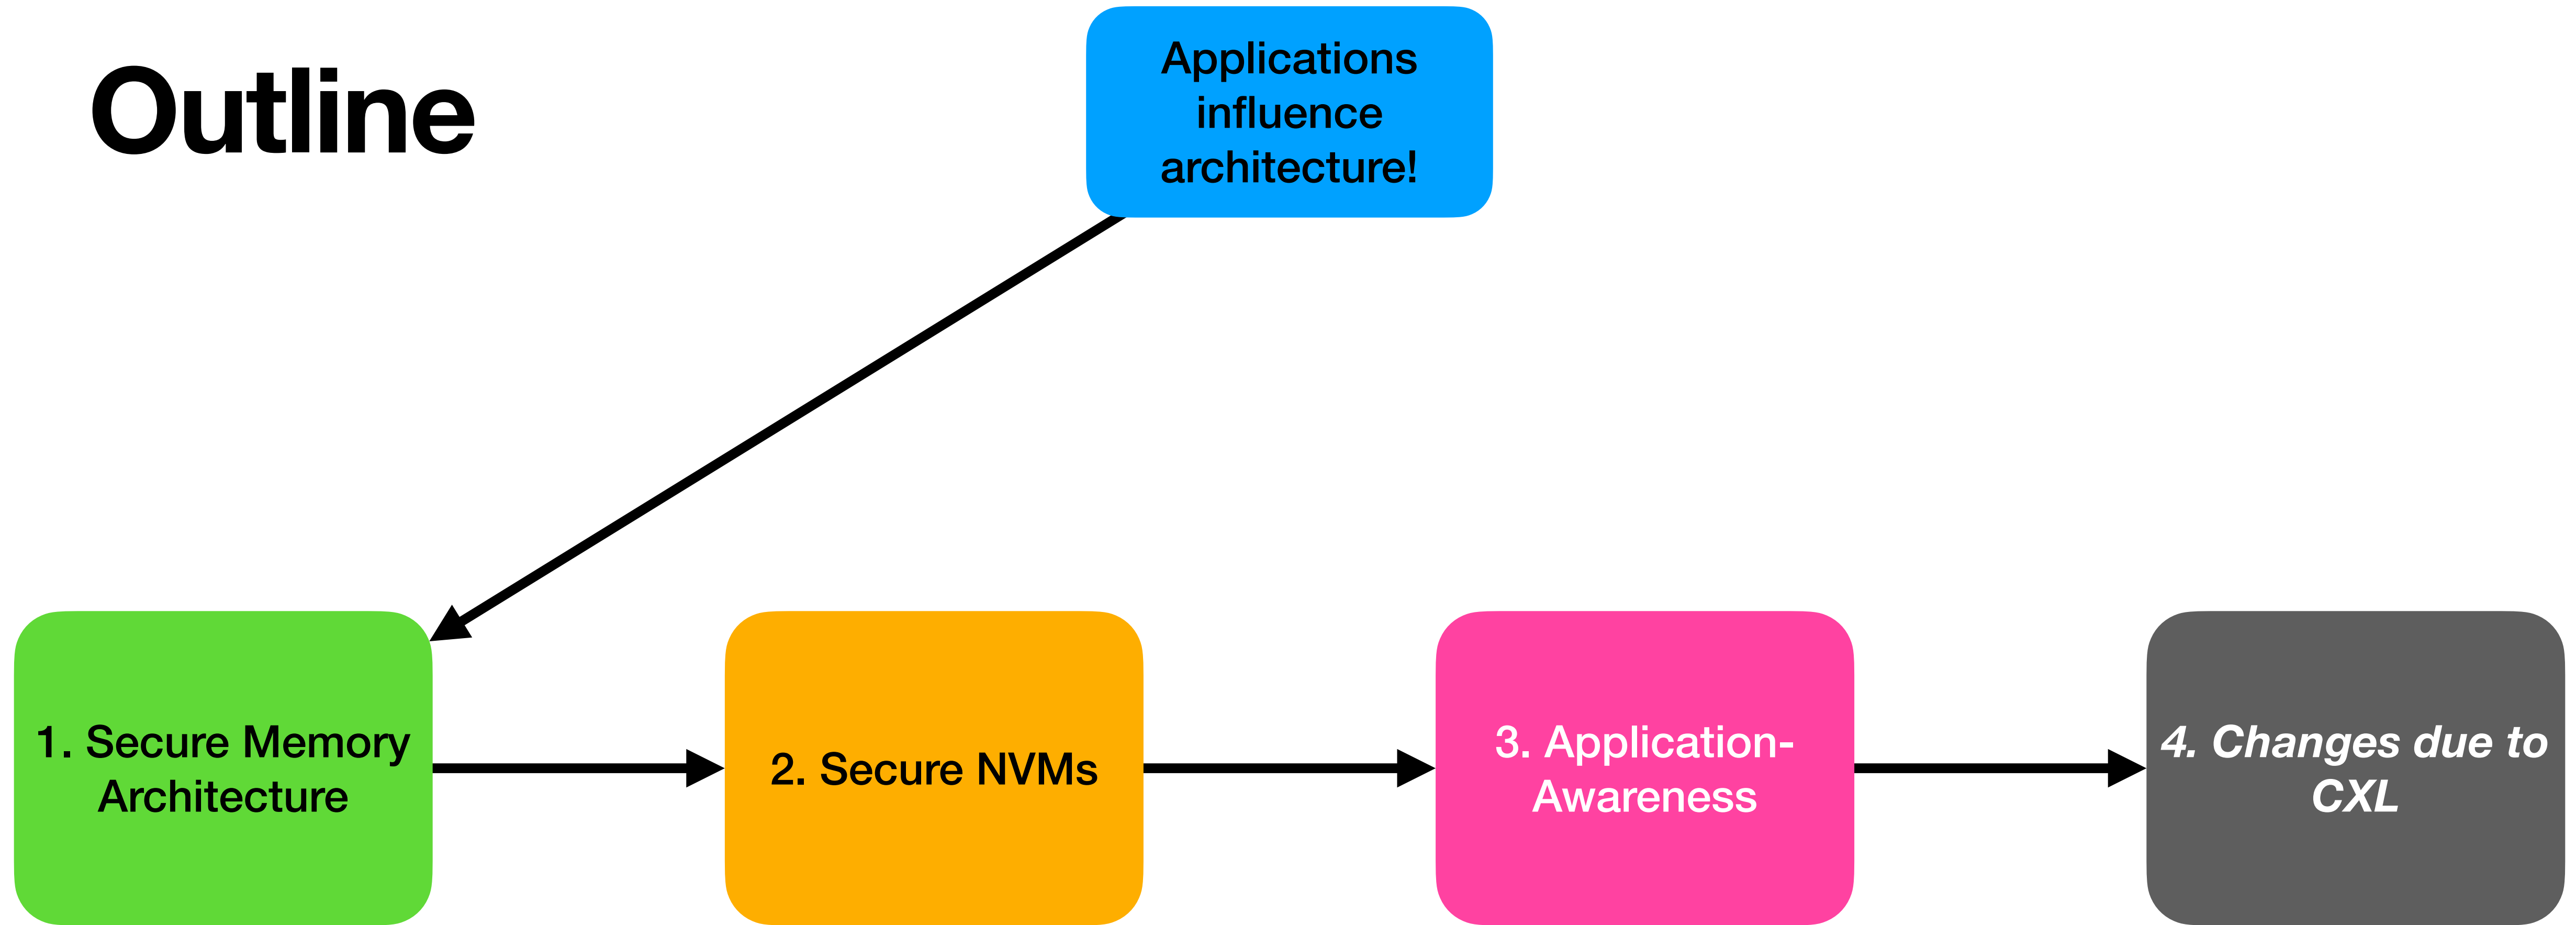 Outline
Applications
influence
architecture!
1. Secure Memory
Architecture
2. Secure NVMs
3. Application-
Awareness
4. Changes due to
CXL